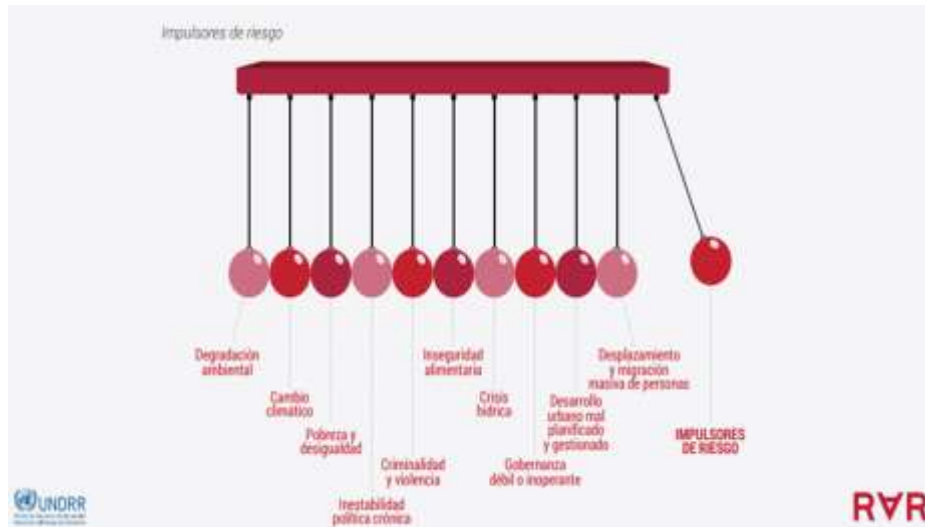 Impulsores de riesgo
Degradación
ambiental
Cambio
climático
Pobreza y
desigualdad
Inestabilidad
política crónica
Criminalidad
y violencia
Inseguridad
alimentaria
Crisis
hídrica
Gobernanza
débil o inoperante
Desarrollo
urbano mal
planificado
y gestionado
Desplazamiento
y migración
masiva de personas
IMPULSORES
DE RIESGO
UNDRR
RAR